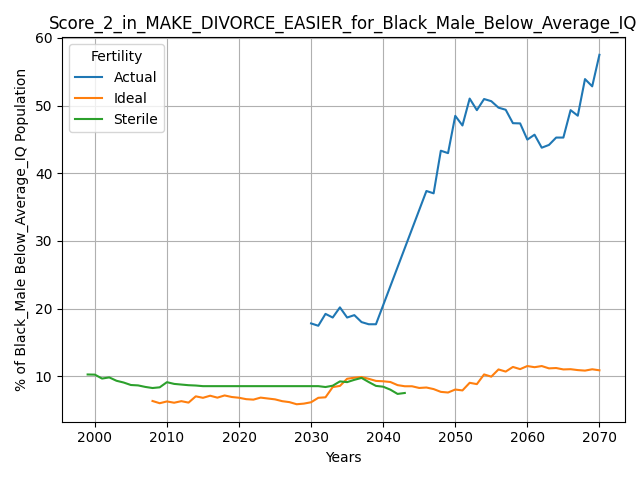 Score_2_in_MAKE_DIVORCE_EASIER_for_Black_Male_Below_Average_IQ
% of Black_Male Below_Average_IQ Population
60
50
40
30
20
10
Fertility
Actual
Ideal
Sterile
2000 2010 2020 2030 2040 2050 2060 2070
Years